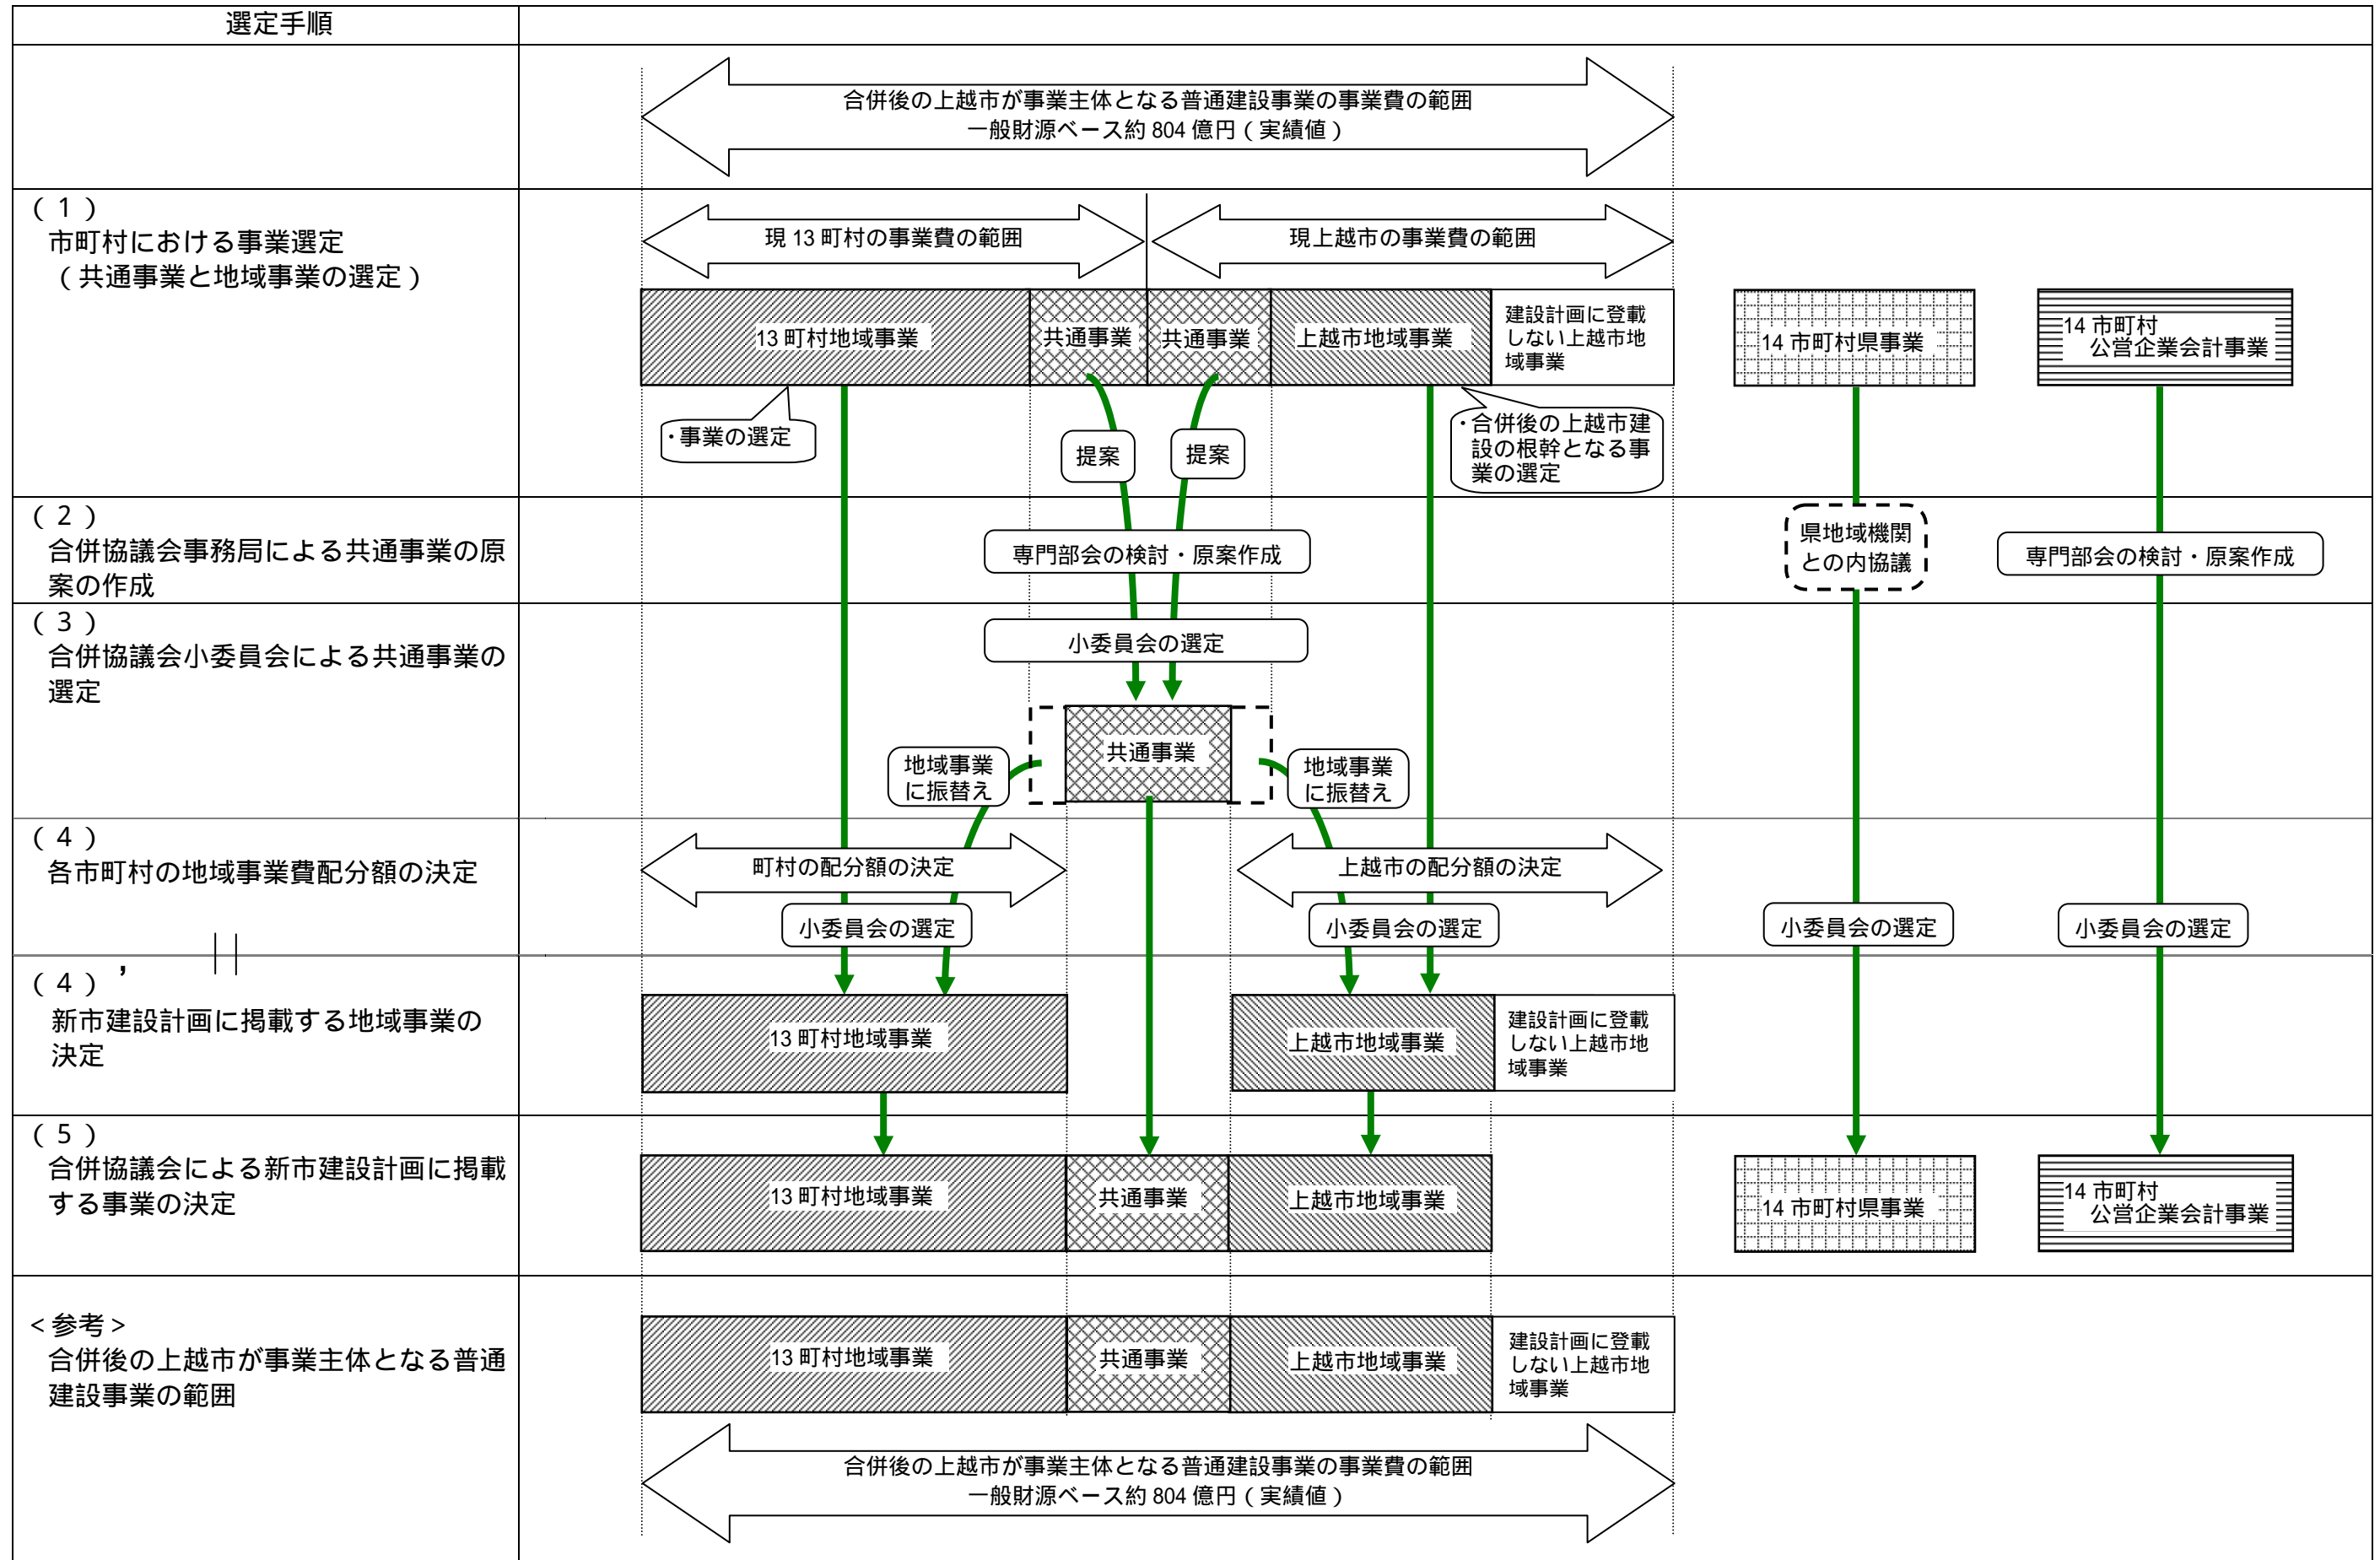 選定手順
合併後の上越市が事業主体となる普通建設事業の事業費の範囲
一般財源ベース約 804 億円（実績値）
（１）
市町村における事業選定
（共通事業と地域事業の選定）
現 13 町村の事業費の範囲
現上越市の事業費の範囲
13 町村地域事業
共通事業
共通事業
上越市地域事業
建設計画に登載
しない上越市地
域事業
14 市町村県事業
14 市町村
公営企業会計事業
・事業の選定
提案
提案
・合併後の上越市建
設の根幹となる事
業の選定
（２）
合併協議会事務局による共通事業の原
案の作成
専門部会の検討・原案作成
県地域機関
との内協議
専門部会の検討・原案作成
（３）
合併協議会小委員会による共通事業の
選定
小委員会の選定
共通事業
地域事業
に振替え
地域事業
に振替え
（４）
各市町村の地域事業費配分額の決定
町村の配分額の決定
上越市の配分額の決定
小委員会の選定
小委員会の選定
小委員会の選定
小委員会の選定
（４）’
新市建設計画に掲載する地域事業の
決定
13 町村地域事業
上越市地域事業
建設計画に登載
しない上越市地
域事業
（５）
合併協議会による新市建設計画に掲載
する事業の決定
13 町村地域事業
共通事業
上越市地域事業
14 市町村県事業
14 市町村
公営企業会計事業
＜参考＞
合併後の上越市が事業主体となる普通
建設事業の範囲
13 町村地域事業
共通事業
上越市地域事業
建設計画に登載
しない上越市地
域事業
合併後の上越市が事業主体となる普通建設事業の事業費の範囲
一般財源ベース約 804 億円（実績値）